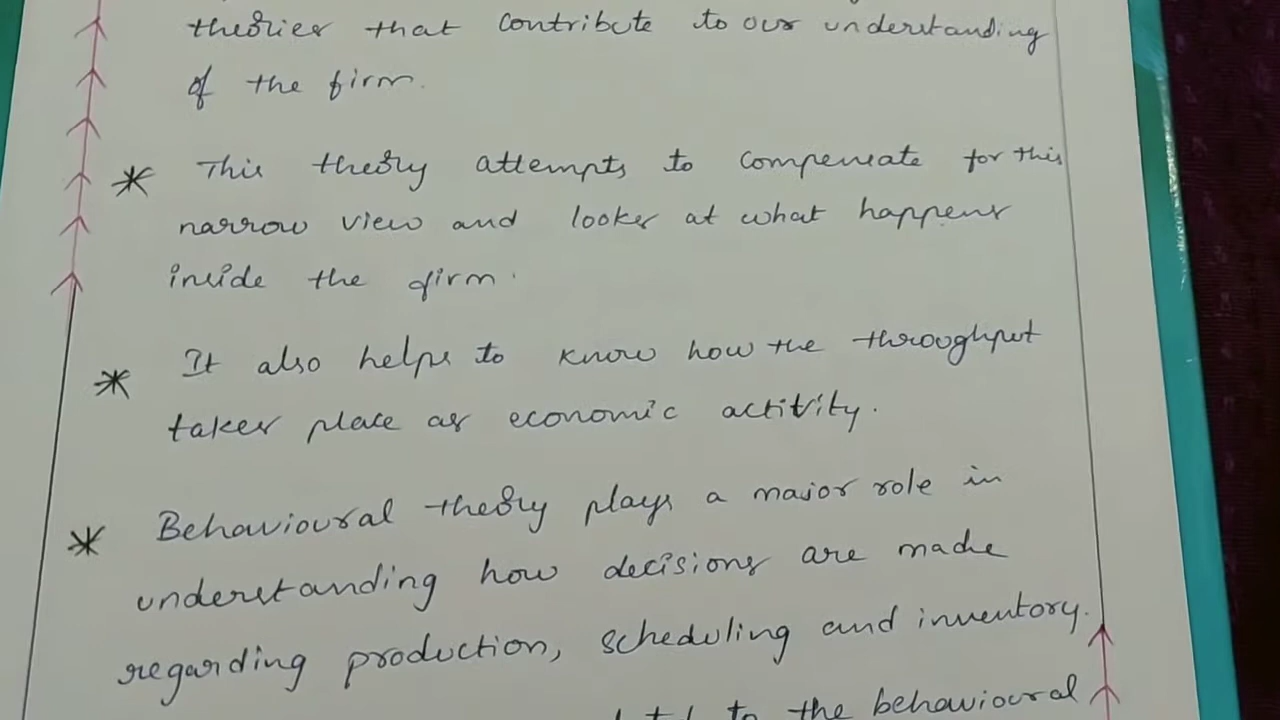 theories that contribute to our understanding
of the firm.
* This theory attempts to compensate for this
narrow view and looks at what happens
inside the firm.
* It also helps to know how the throughput
takes place as economic activity.
* Behavioural theory plays a major role in
understanding how decisions are made
regarding production, scheduling and inventory.
to the behavioural